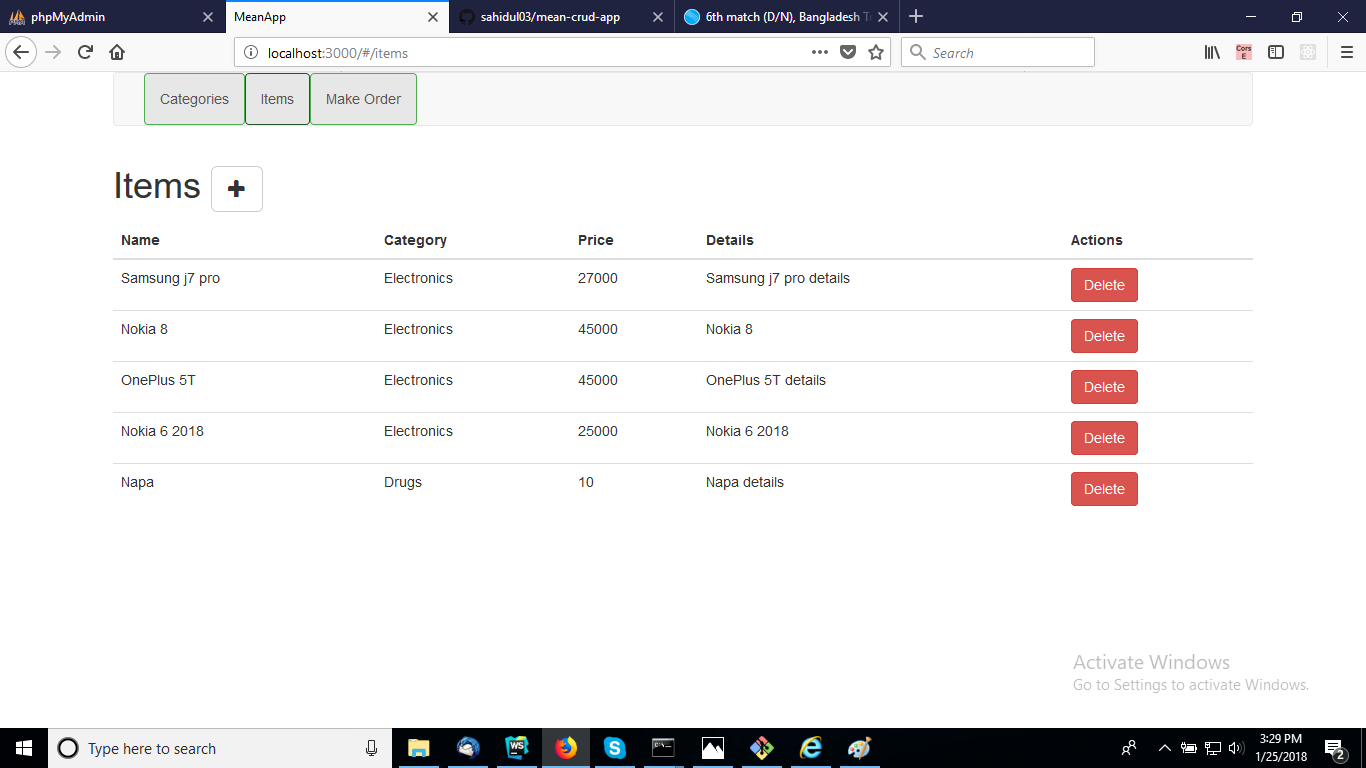 phpMyAdmin MeanApp sahidul03/mean-crud-app 6th match (D/N), Bangladesh
localhost:3000/#/items Search Cors E
Categories Items Make Order
Items
Name Category Price Details Actions
Samsung j7 pro Electronics 27000 Samsung j7 pro details Delete
Nokia 8 Electronics 45000 Nokia 8 Delete
OnePlus 5T Electronics 45000 OnePlus 5T details Delete
Nokia 6 2018 Electronics 25000 Nokia 6 2018 Delete
Napa Drugs 10 Napa details Delete
Activate Windows
Go to Settings to activate Windows.
Type here to search WS 3:29 PM
1/25/2018 2